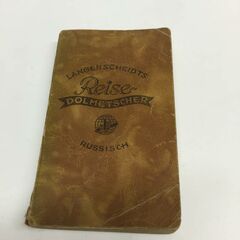 LANGENSCHEIDTS
Reise-
DOLMETSCHER
RUSSISCH